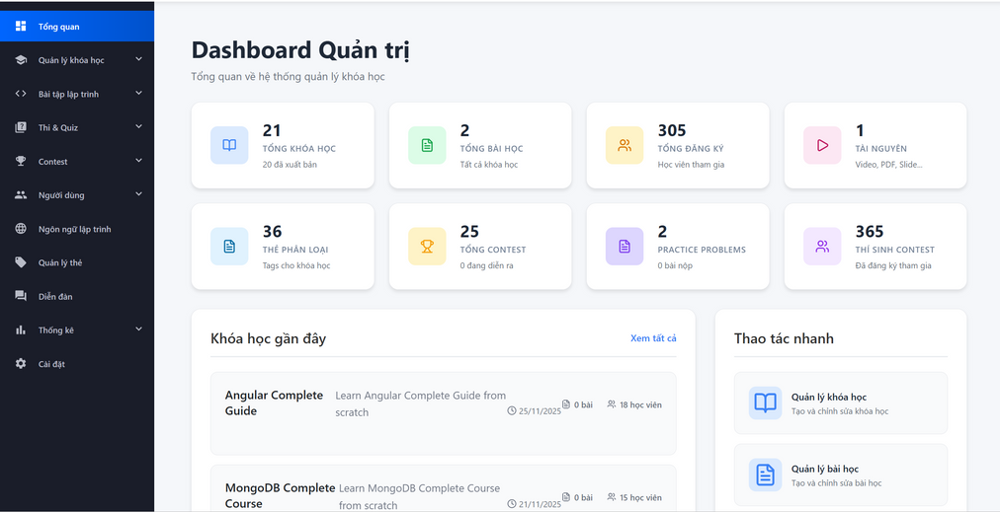 Tổng quan
Quản lý khóa học
Bài tập lập trình
Thi & Quiz
Contest
Người dùng
Ngôn ngữ lập trình
Quản lý thẻ
Diễn đàn
Thống kê
Cài đặt
Dashboard Quản trị
Tổng quan về hệ thống quản lý khóa học
21
TỔNG KHÓA HỌC
20 đã xuất bản
2
TỔNG BÀI HỌC
Tất cả khóa học
305
TỔNG ĐĂNG KÝ
Học viên tham gia
1
TÀI NGUYÊN
Video, PDF, Slide...
36
THẺ PHÂN LOẠI
Tags cho khóa học
25
TỔNG CONTEST
0 đang diễn ra
2
PRACTICE PROBLEMS
0 bài nộp
365
THÍ SINH CONTEST
Đã đăng ký tham gia
Khóa học gần đây
Xem tất cả
Angular Complete
Guide
Learn Angular Complete Guide from
scratch
25/11/2025
0 bài
18 học viên
MongoDB Complete
Course
Learn MongoDB Complete Course
from scratch
21/11/2025
0 bài
15 học viên
Thao tác nhanh
Quản lý khóa học
Tạo và chỉnh sửa khóa học
Quản lý bài học
Tạo và chỉnh sửa bài học